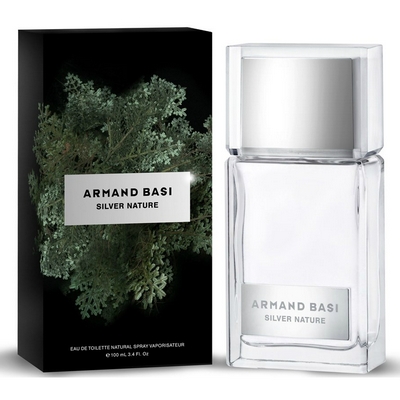 ARMAND BASI
SILVER NATURE
EAU DE TOILETTE NATURAL SPRAY VAPORISATEUR
℮ 100 mL 3.4 Fl. Oz
ARMAND BASI
SILVER NATURE